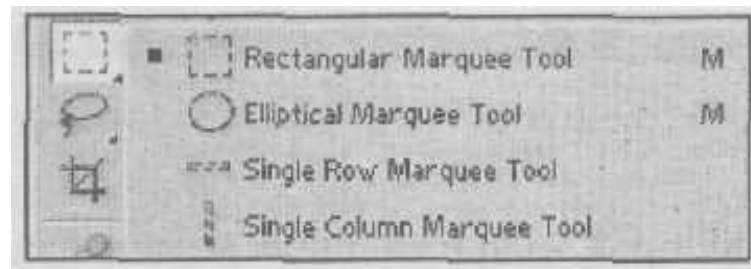 Rectangular Marquee Tool M
Elliptical Marquee Tool M
Single Row Marquee Tool
Single Column Marquee Tool